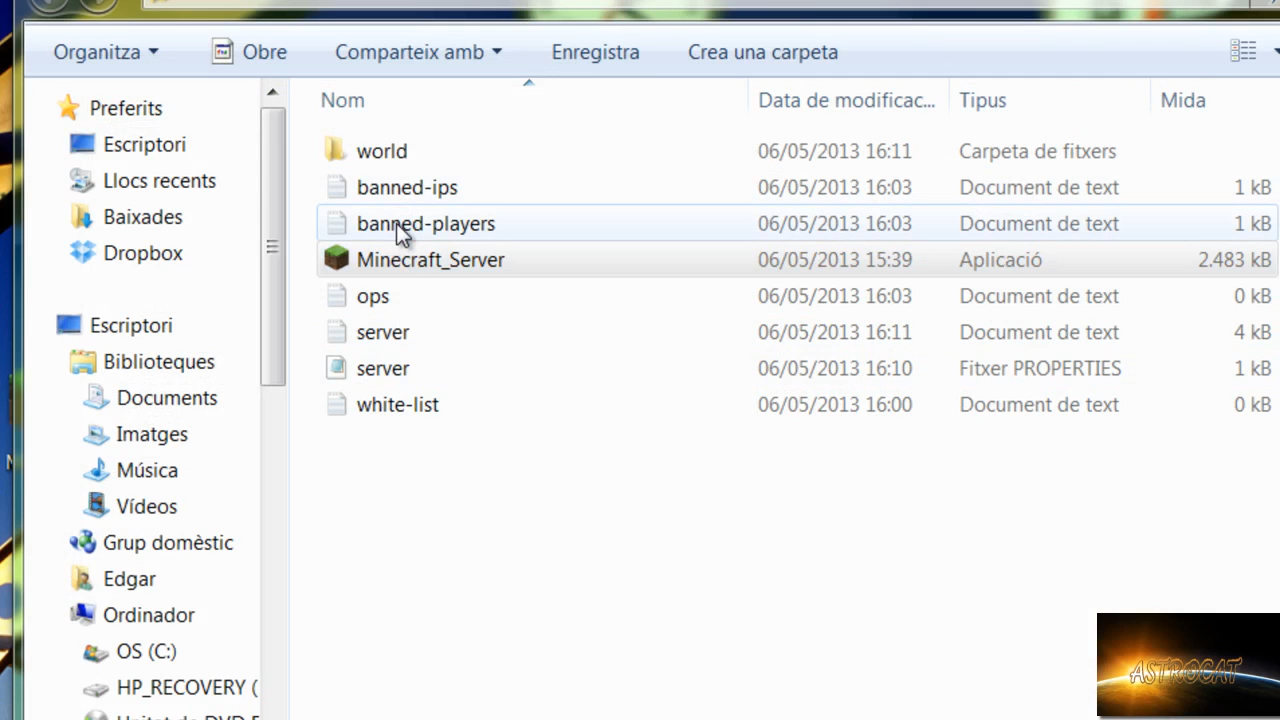 Organitza Obre Comparteix amb Enregistra Crea una carpeta
Nom Data de modificac... Tipus Mida
Preferits
Escriptori
Llocs recents
Baixades
Dropbox
Escriptori
Biblioteques
Documents
Imatges
Música
Vídeos
Grup domèstic
Edgar
Ordinador
OS (C:)
HP_RECOVERY (
world 06/05/2013 16:11 Carpeta de fitxers
banned-ips 06/05/2013 16:03 Document de text 1 kB
banned-players 06/05/2013 16:03 Document de text 1 kB
Minecraft_Server 06/05/2013 15:39 Aplicació 2.483 kB
ops 06/05/2013 16:03 Document de text 0 kB
server 06/05/2013 16:11 Document de text 4 kB
server 06/05/2013 16:10 Fitxer PROPERTIES 1 kB
white-list 06/05/2013 16:00 Document de text 0 kB
ASTROCAT